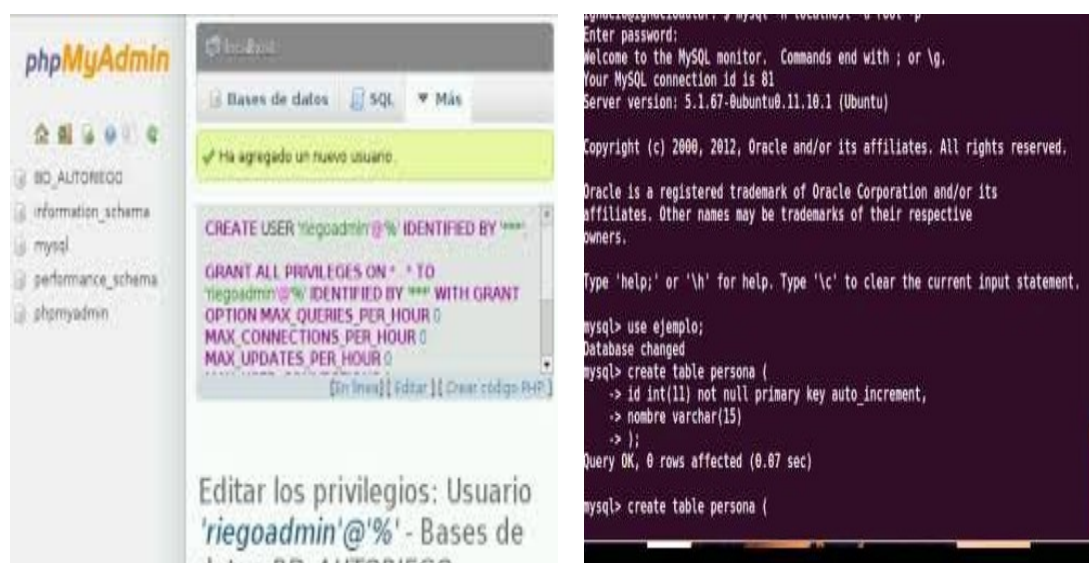 phpMyAdmin
BD_AUTORIEGO
information_schema
mysql
performance_schema
phpmyadmin
localhost
Bases de datos SQL Más
Ha agregado un nuevo usuario.
CREATE USER 'riegoadmin'@'%' IDENTIFIED BY '***';
GRANT ALL PRIVILEGES ON * . * TO
'riegoadmin'@'%' IDENTIFIED BY '***' WITH GRANT
OPTION MAX_QUERIES_PER_HOUR 0
MAX_CONNECTIONS_PER_HOUR 0
MAX_UPDATES_PER_HOUR 0
[En línea] [ Editar ] [ Crear código PHP ]
Editar los privilegios: Usuario
'riegoadmin'@'%' - Bases de
mysql -h localhost -u root -p
Enter password:
Welcome to the MySQL monitor.  Commands end with ; or \g.
Your MySQL connection id is 81
Server version: 5.1.67-0ubuntu0.11.10.1 (Ubuntu)
Copyright (c) 2000, 2012, Oracle and/or its affiliates. All rights reserved.
Oracle is a registered trademark of Oracle Corporation and/or its
affiliates. Other names may be trademarks of their respective
owners.
Type 'help;' or '\h' for help. Type '\c' to clear the current input statement.
mysql> use ejemplo;
Database changed
mysql> create table persona (
-> id int(11) not null primary key auto_increment,
-> nombre varchar(15)
-> );
Query OK, 0 rows affected (0.07 sec)
mysql> create table persona (